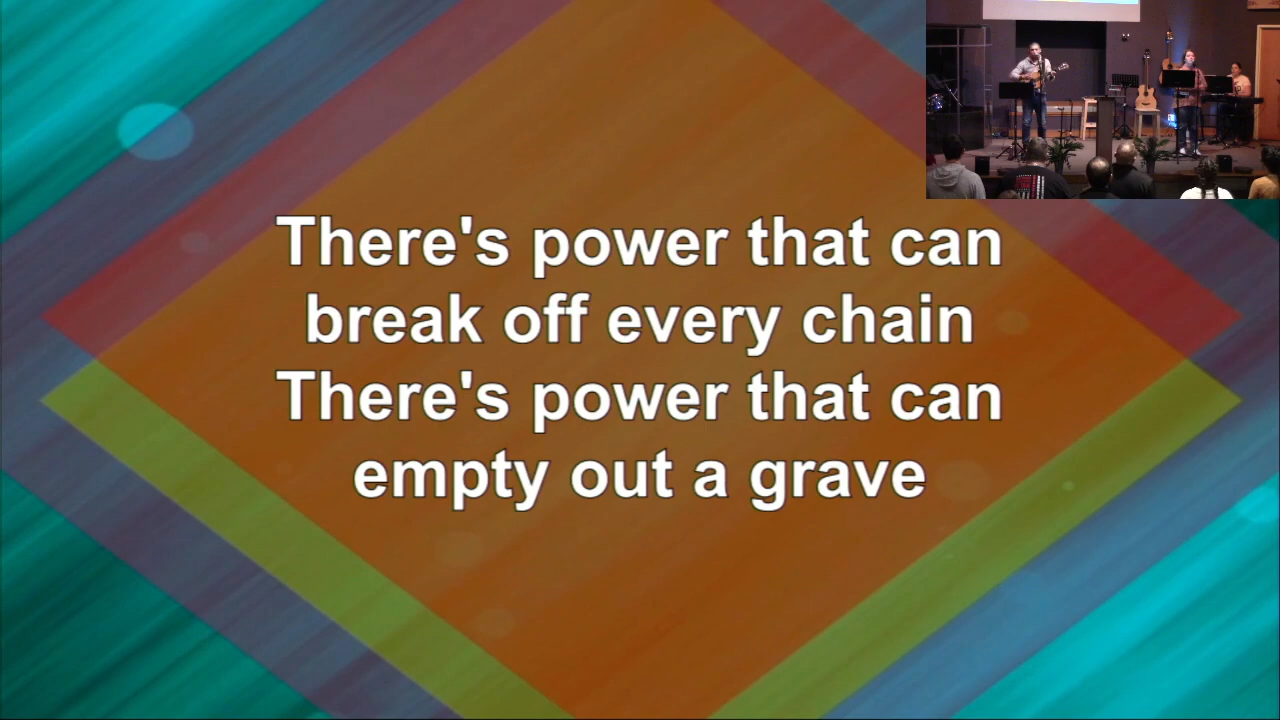 There's power that can
break off every chain
There's power that can
empty out a grave